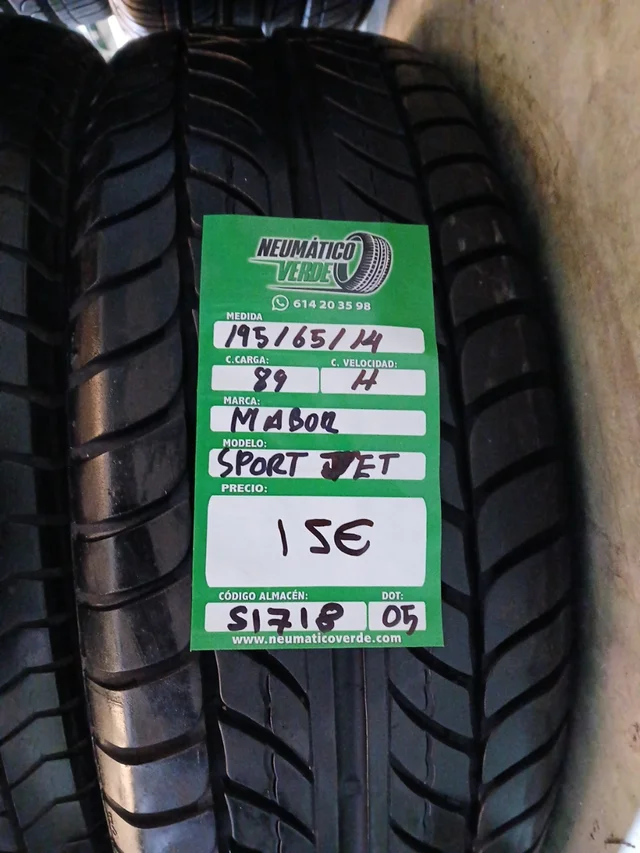 NEUMÁTICO
VERDE
614 20 35 98
MEDIDA
195/65/14
C.CARGA: C. VELOCIDAD:
89 H
MARCA:
MABOR
MODELO:
SPORT JET
PRECIO:
15€
CÓDIGO ALMACÉN: DOT:
S1718 05
www.neumaticoverde.com